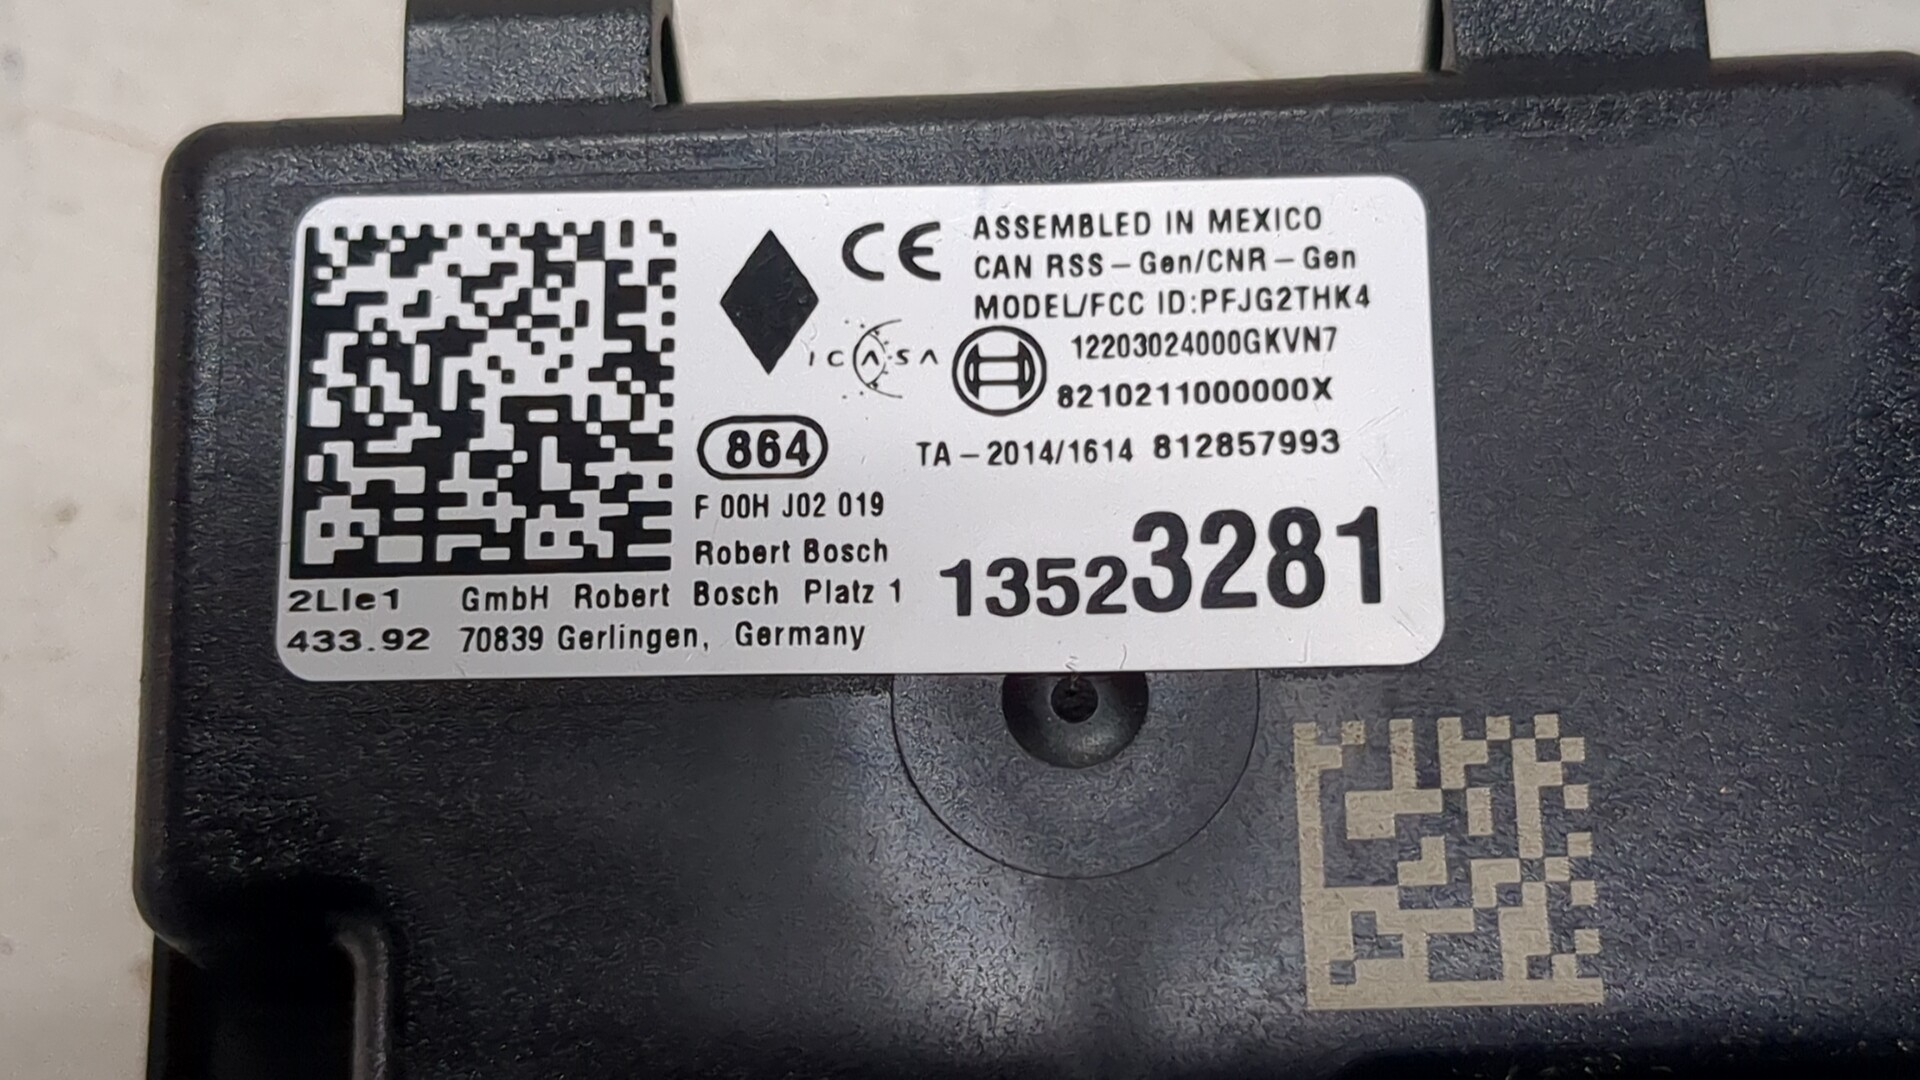 ASSEMBLED IN MEXICO
CAN RSS – Gen/CNR – Gen
MODEL/FCC ID:PFJG2THK4
CE
ICASA
12203024000GKVN7
8210211000000X
864
TA – 2014/1614 812857993
F 00H J02 019
Robert Bosch
GmbH Robert Bosch Platz 1
70839 Gerlingen, Germany
2LIe1
433.92
13523281